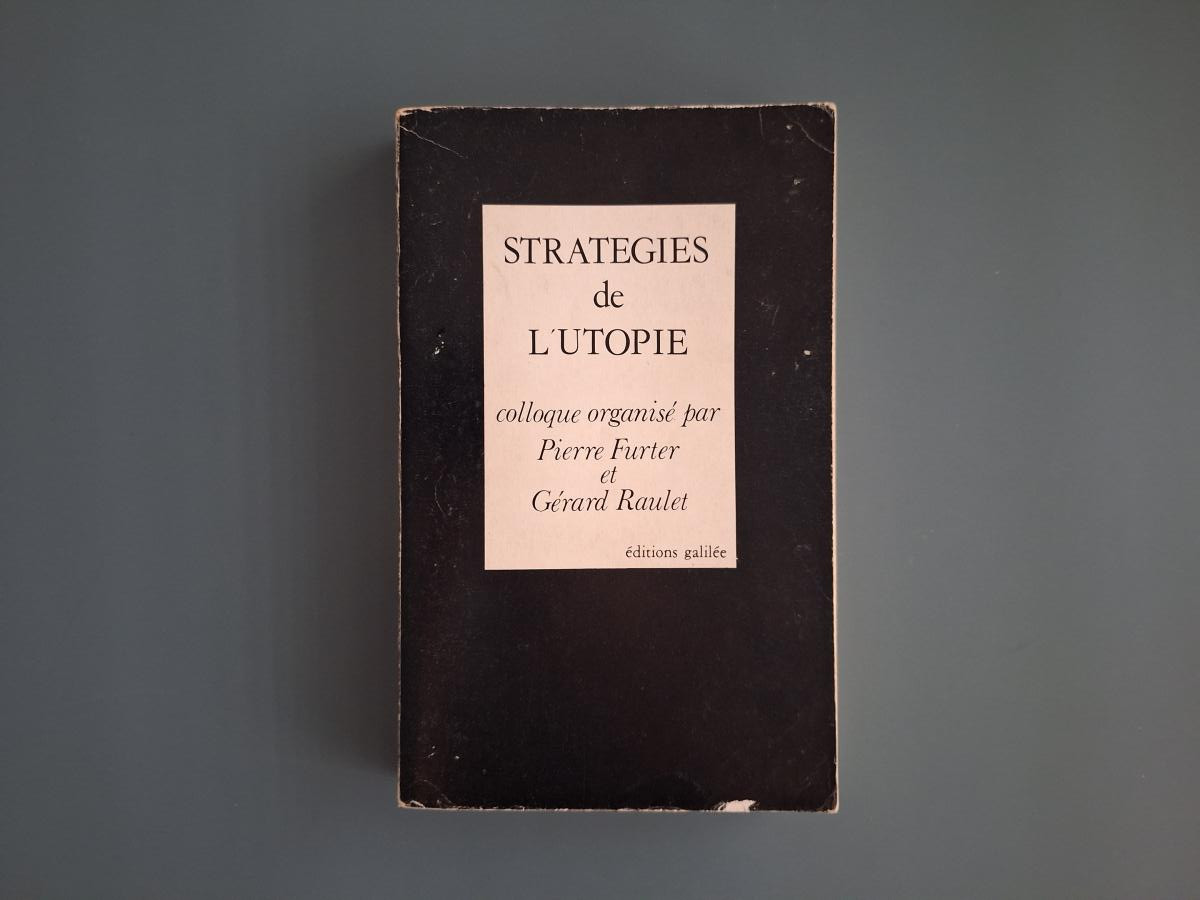 STRATEGIES
de
L'UTOPIE
colloque organisé par
Pierre Furter
et
Gérard Raulet
éditions galilée